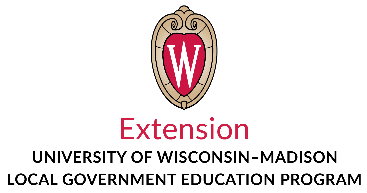 W
Extension
UNIVERSITY OF WISCONSIN–MADISON
LOCAL GOVERNMENT EDUCATION PROGRAM